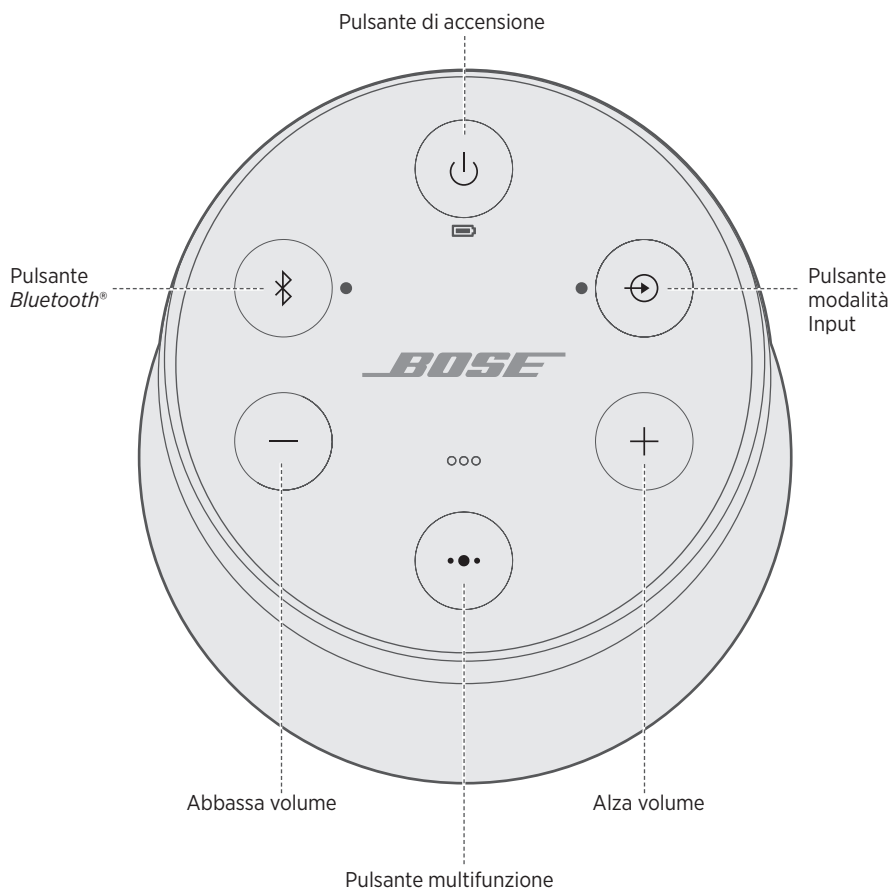 Pulsante di accensione
Pulsante
Bluetooth®
Pulsante
modalità
Input
BOSE
Abbassa volume
Alza volume
Pulsante multifunzione